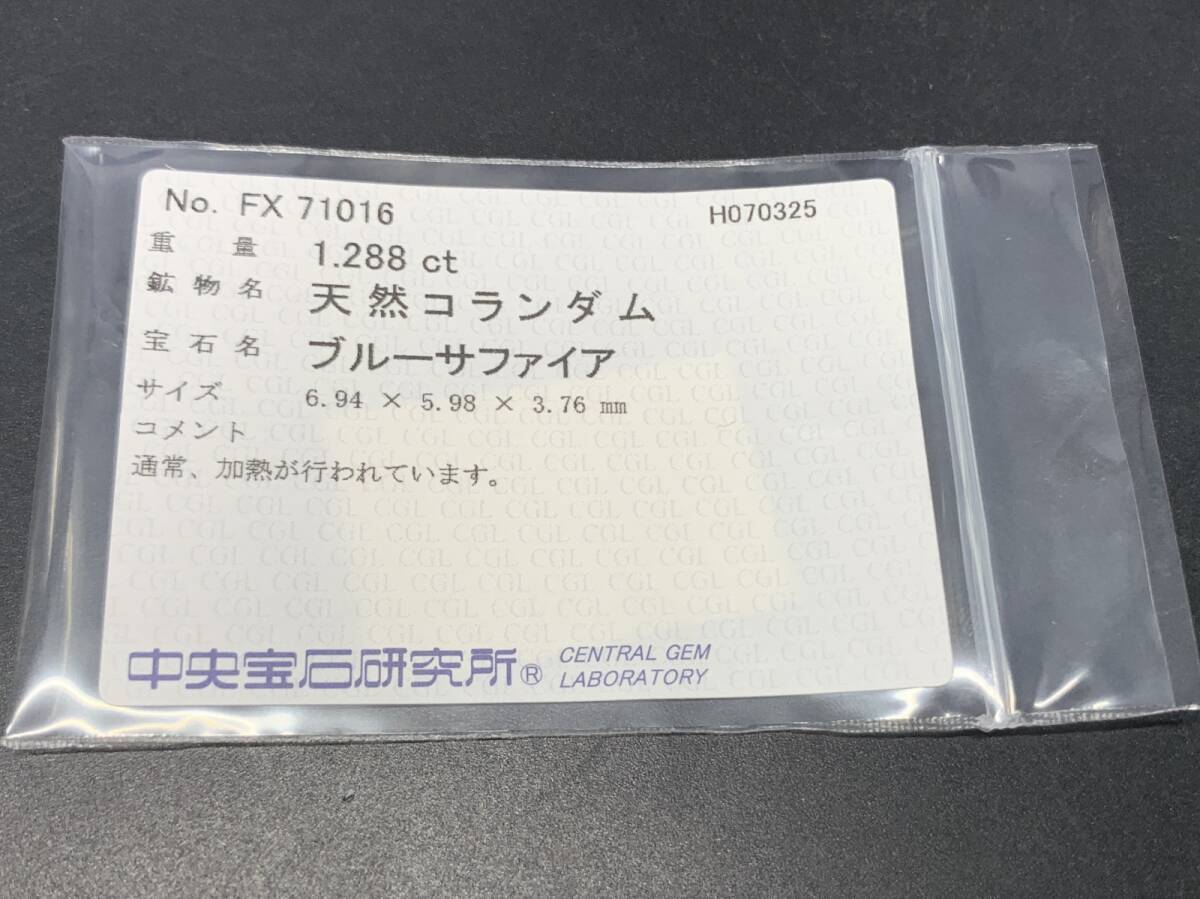 No. FX 71016 H070325
重量 1.288 ct
鉱物名 天然コランダム
宝石名 ブルーサファイア
サイズ 6.94 × 5.98 × 3.76 ㎜
コメント
通常、加熱が行われています。
中央宝石研究所® CENTRAL GEM
LABORATORY